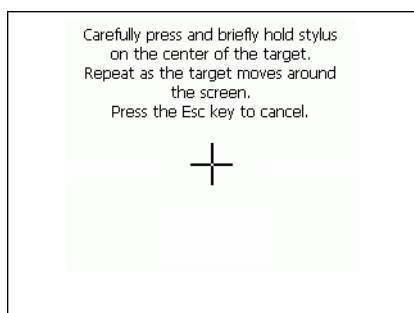 Carefully press and briefly hold stylus
on the center of the target.
Repeat as the target moves around
the screen.
Press the Esc key to cancel.